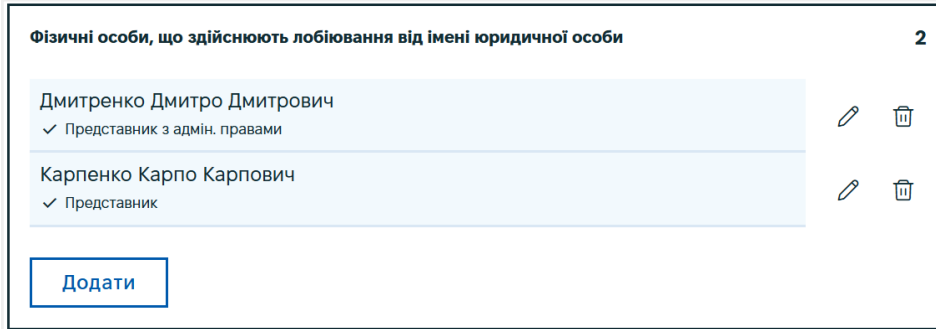 Фізичні особи, що здійснюють лобіювання від імені юридичної особи 2
Дмитренко Дмитро Дмитрович
Представник з адмін. правами
Карпенко Карпо Карпович
Представник
Додати